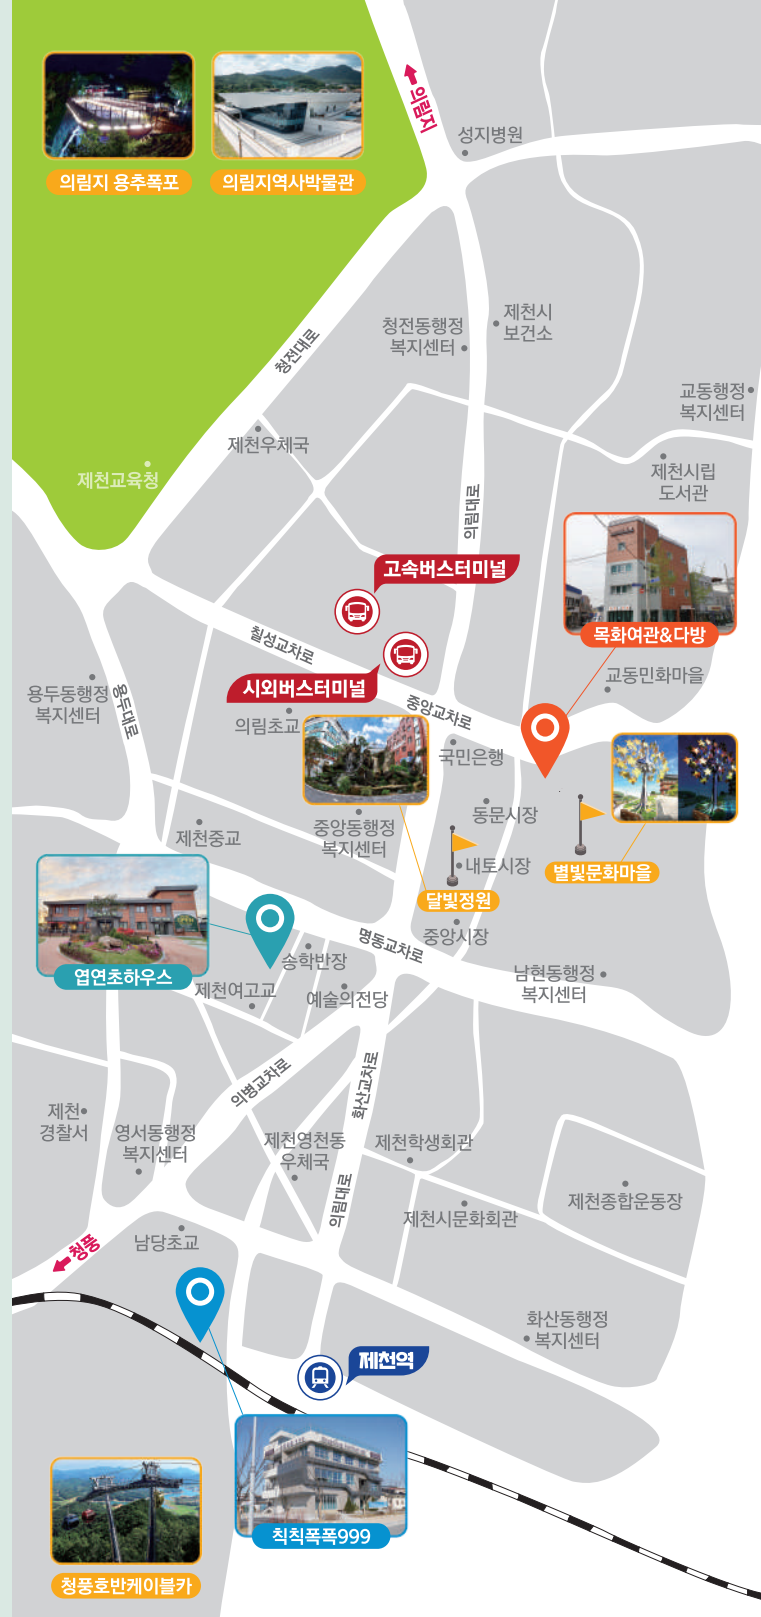 의림지
성지병원
의림지 용추폭포
의림지역사박물관
제천시
보건소
청전동행정
복지센터
청전대로
교동행정
복지센터
제천우체국
제천교육청
제천시립
도서관
의림대로
고속버스터미널
목화여관&다방
칠성교차로
시외버스터미널
교동민화마을
용두동행정
복지센터
용두대로
의림초교
중앙교차로
국민은행
동문시장
제천중교
중앙동행정
복지센터
내토시장
별빛문화마을
달빛정원
명동교차로
중앙시장
엽연초하우스
송학반장
남현동행정
복지센터
제천여고교
예술의전당
의병교차로
화산교차로
제천
경찰서
영서동행정
복지센터
제천영천동
우체국
제천학생회관
의림대로
제천시문화회관
제천종합운동장
남당초교
청풍
화산동행정
복지센터
제천역
칙칙폭폭999
청풍호반케이블카